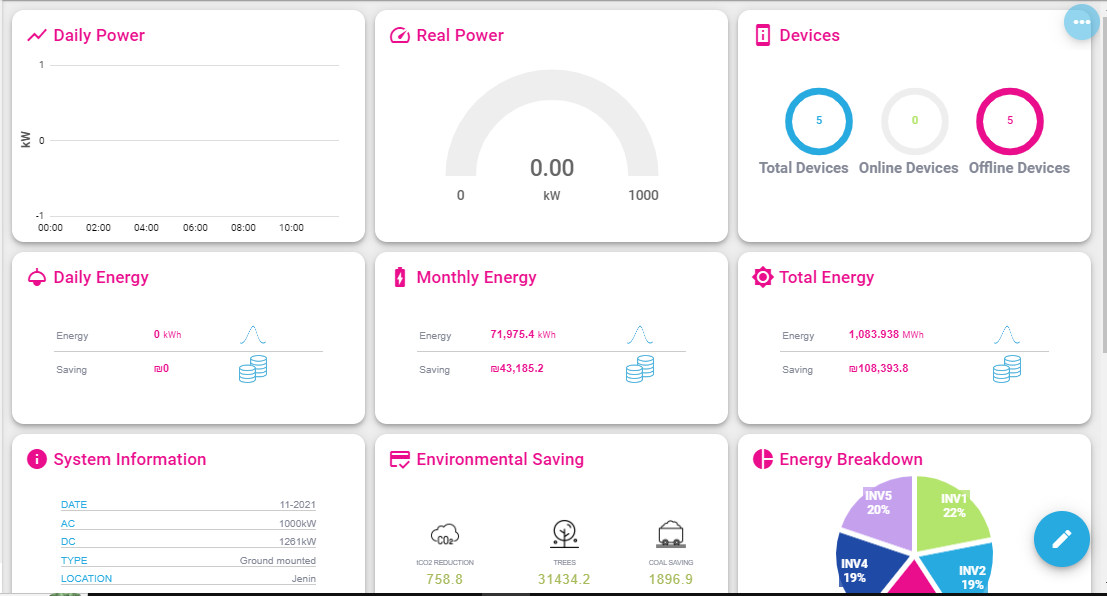 Daily Power
kW
1
0
-1
00:00 02:00 04:00 06:00 08:00 10:00
Real Power
0.00
0 kW 1000
Devices
5 0 5
Total Devices Online Devices Offline Devices
Daily Energy
Energy 0 kWh
Saving ₪0
Monthly Energy
Energy 71,975.4 kWh
Saving ₪43,185.2
Total Energy
Energy 1,083.938 MWh
Saving ₪108,393.8
System Information
DATE 11-2021
AC 1000kW
DC 1261kW
TYPE Ground mounted
LOCATION Jenin
Environmental Saving
CO2
tCO2 REDUCTION TREES COAL SAVING
758.8 31434.2 1896.9
Energy Breakdown
INV5
20%
INV1
22%
INV4
19%
INV2
19%